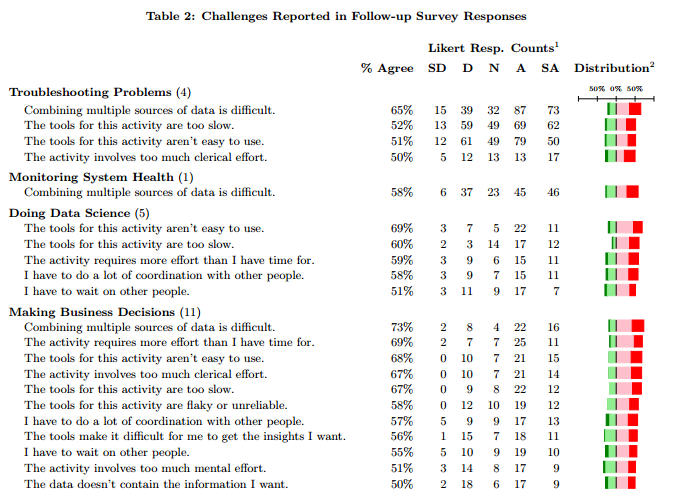 Table 2: Challenges Reported in Follow-up Survey Responses
Likert Resp. Counts1
% Agree SD D N A SA Distribution2
50% 0% 50%
Troubleshooting Problems (4)
Combining multiple sources of data is difficult. 65% 15 39 32 87 73
The tools for this activity are too slow. 52% 13 59 49 69 62
The tools for this activity aren't easy to use. 51% 12 61 49 79 50
The activity involves too much clerical effort. 50% 5 12 13 13 17
Monitoring System Health (1)
Combining multiple sources of data is difficult. 58% 6 37 23 45 46
Doing Data Science (5)
The tools for this activity aren't easy to use. 69% 3 7 5 22 11
The tools for this activity are too slow. 60% 2 3 14 17 12
The activity requires more effort than I have time for. 59% 3 9 6 15 11
I have to do a lot of coordination with other people. 58% 3 9 7 15 11
I have to wait on other people. 51% 3 11 9 17 7
Making Business Decisions (11)
Combining multiple sources of data is difficult. 73% 2 8 4 22 16
The activity requires more effort than I have time for. 69% 2 7 7 25 11
The tools for this activity aren't easy to use. 68% 0 10 7 21 15
The activity involves too much clerical effort. 67% 0 10 7 21 14
The tools for this activity are too slow. 67% 0 9 8 22 12
The tools for this activity are flaky or unreliable. 58% 0 12 10 19 12
I have to do a lot of coordination with other people. 57% 5 9 9 17 13
The tools make it difficult for me to get the insights I want. 56% 1 15 7 18 11
I have to wait on other people. 55% 5 10 9 19 10
The activity involves too much mental effort. 51% 3 14 8 17 9
The data doesn't contain the information I want. 50% 2 18 6 17 9